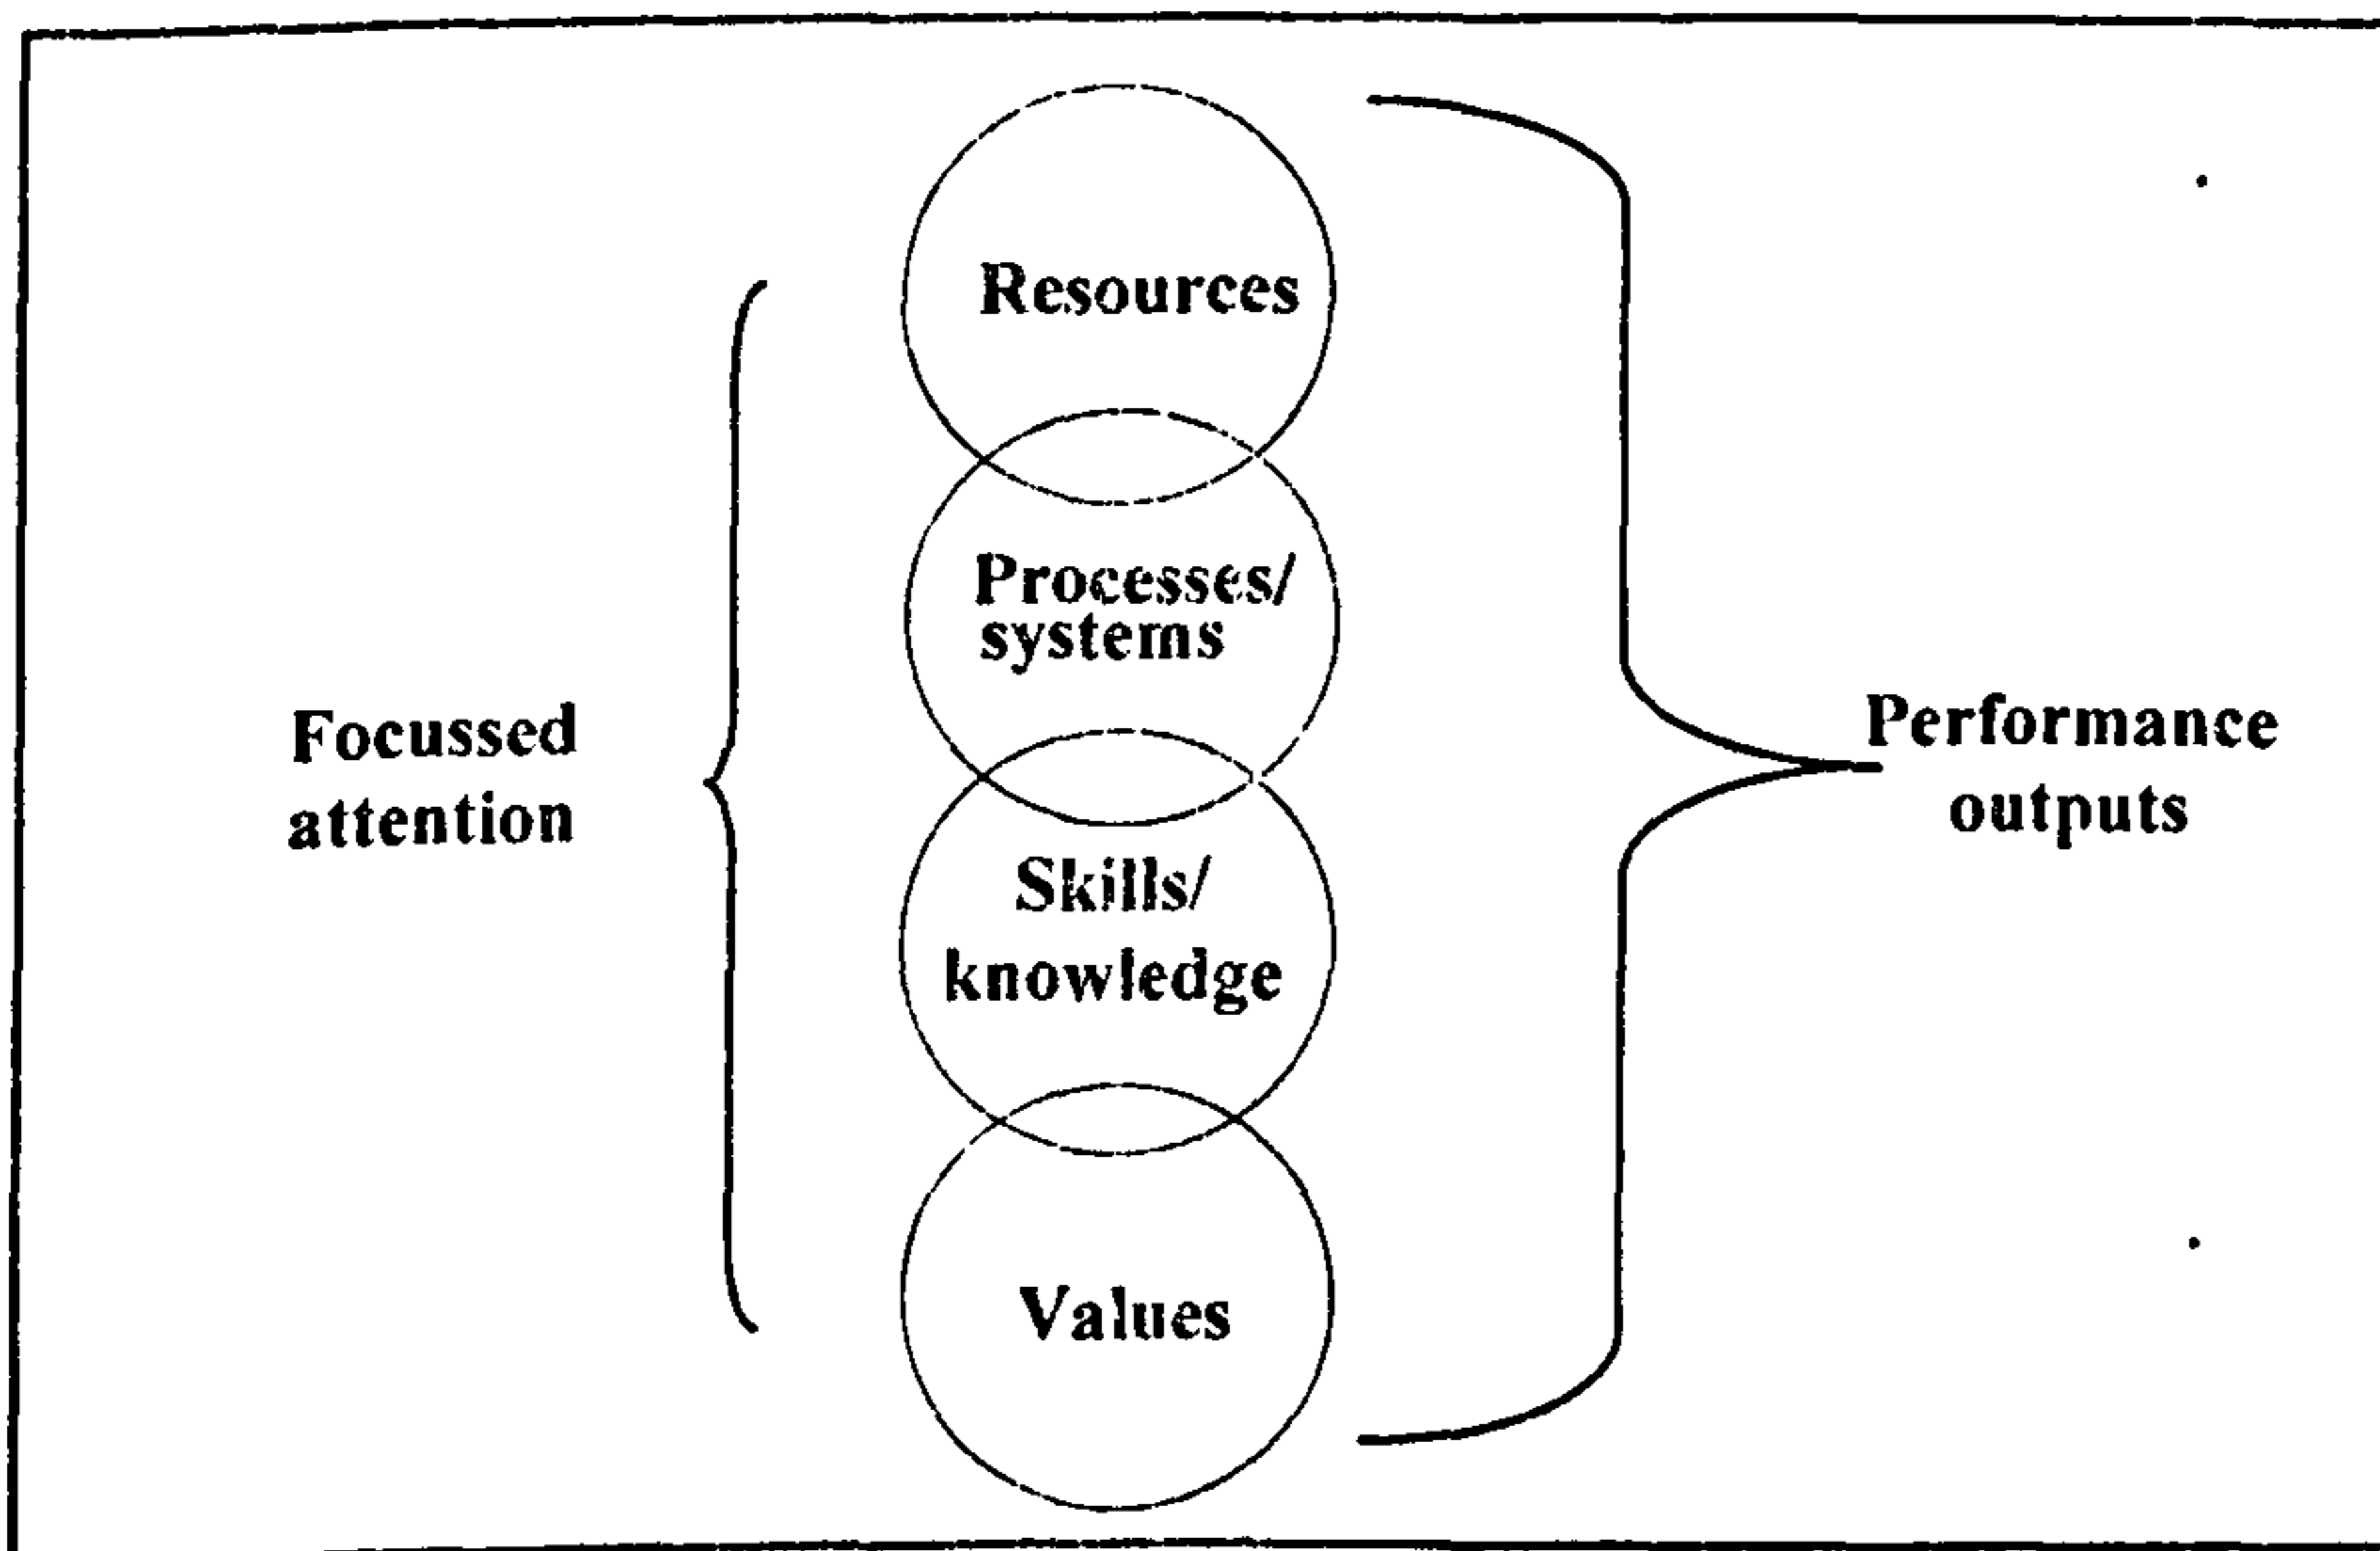 Resources
Processes/
systems
Focussed
attention
Performance
outputs
Skills/
knowledge
Values